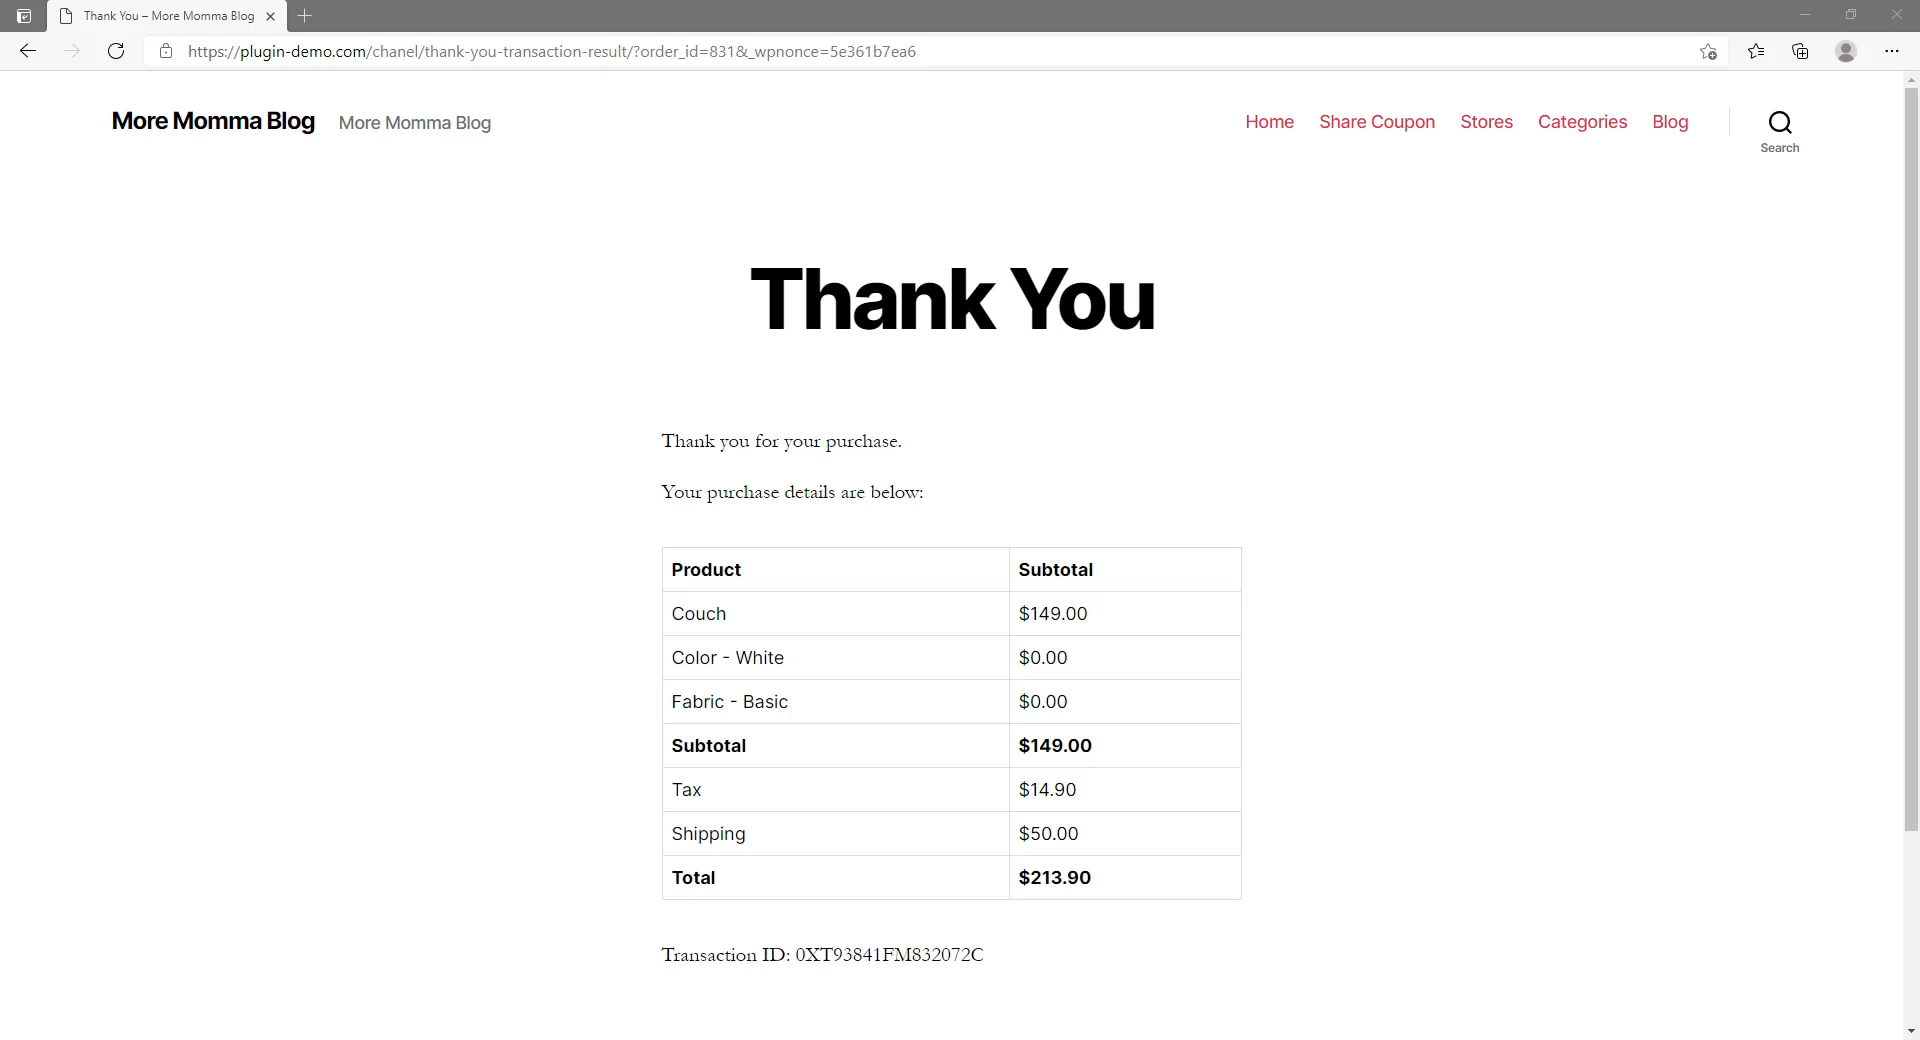 Thank You – More Momma Blog
https://plugin-demo.com/chanel/thank-you-transaction-result/?order_id=831&_wpnonce=5e361b7ea6
More Momma Blog More Momma Blog Home Share Coupon Stores Categories Blog
Search
Thank You
Thank you for your purchase.
Your purchase details are below:
Product Subtotal
Couch $149.00
Color - White $0.00
Fabric - Basic $0.00
Subtotal $149.00
Tax $14.90
Shipping $50.00
Total $213.90
Transaction ID: 0XT93841FM832072C